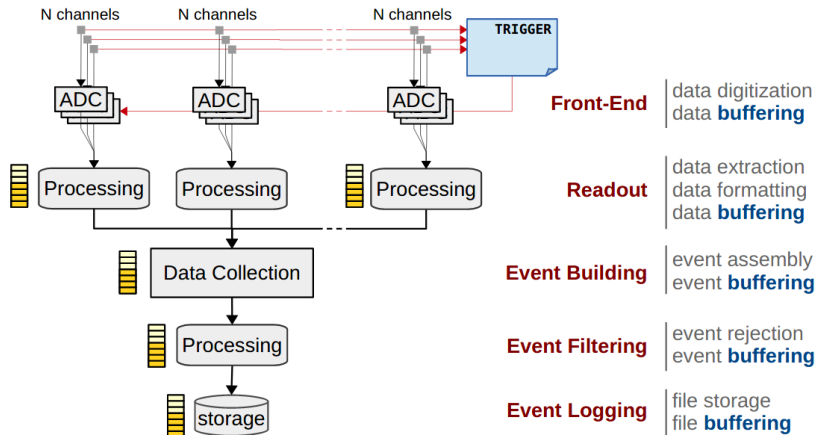 N channels
N channels
N channels
TRIGGER
ADC
ADC
ADC
Front-End
data digitization
data buffering
Processing
Processing
Processing
Readout
data extraction
data formatting
data buffering
Data Collection
Event Building
event assembly
event buffering
Processing
Event Filtering
event rejection
event buffering
storage
Event Logging
file storage
file buffering